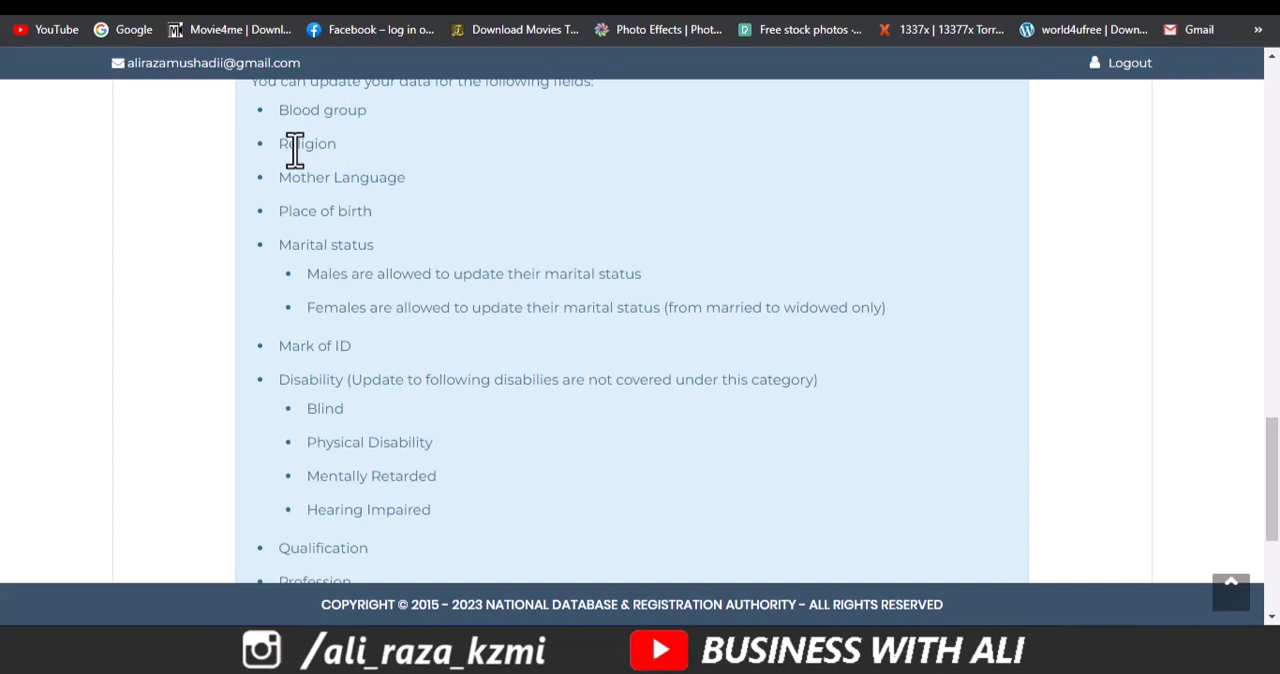 YouTube Google Movie4me | Downl... Facebook – log in o... Download Movies T... Photo Effects | Phot... Free stock photos -... 1337x | 13377x Torr... world4ufree | Down... Gmail »
alirazamushadii@gmail.com Logout
You can update your data for the following fields:
• Blood group
• Religion
• Mother Language
• Place of birth
• Marital status
• Males are allowed to update their marital status
• Females are allowed to update their marital status (from married to widowed only)
• Mark of ID
• Disability (Update to following disabilies are not covered under this category)
• Blind
• Physical Disability
• Mentally Retarded
• Hearing Impaired
• Qualification
• Profession
COPYRIGHT © 2015 - 2023 NATIONAL DATABASE & REGISTRATION AUTHORITY - ALL RIGHTS RESERVED
/ali_raza_kzmi BUSINESS WITH ALI